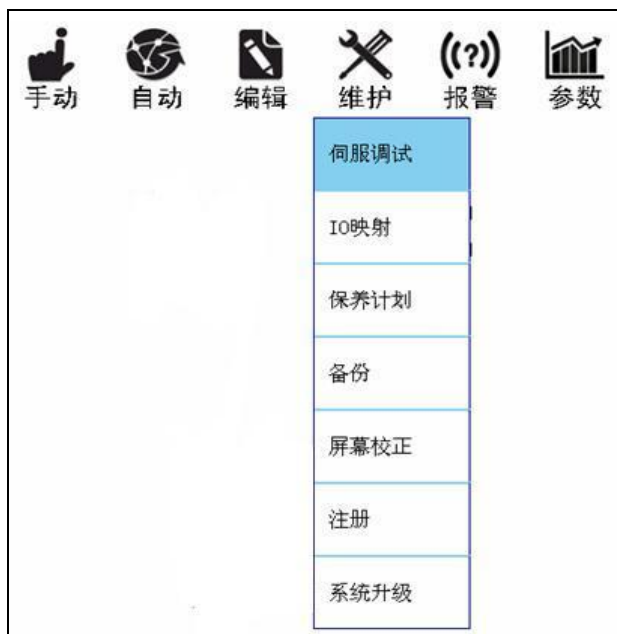 手动 自动 编辑 维护 报警 参数
伺服调试
IO映射
保养计划
备份
屏幕校正
注册
系统升级